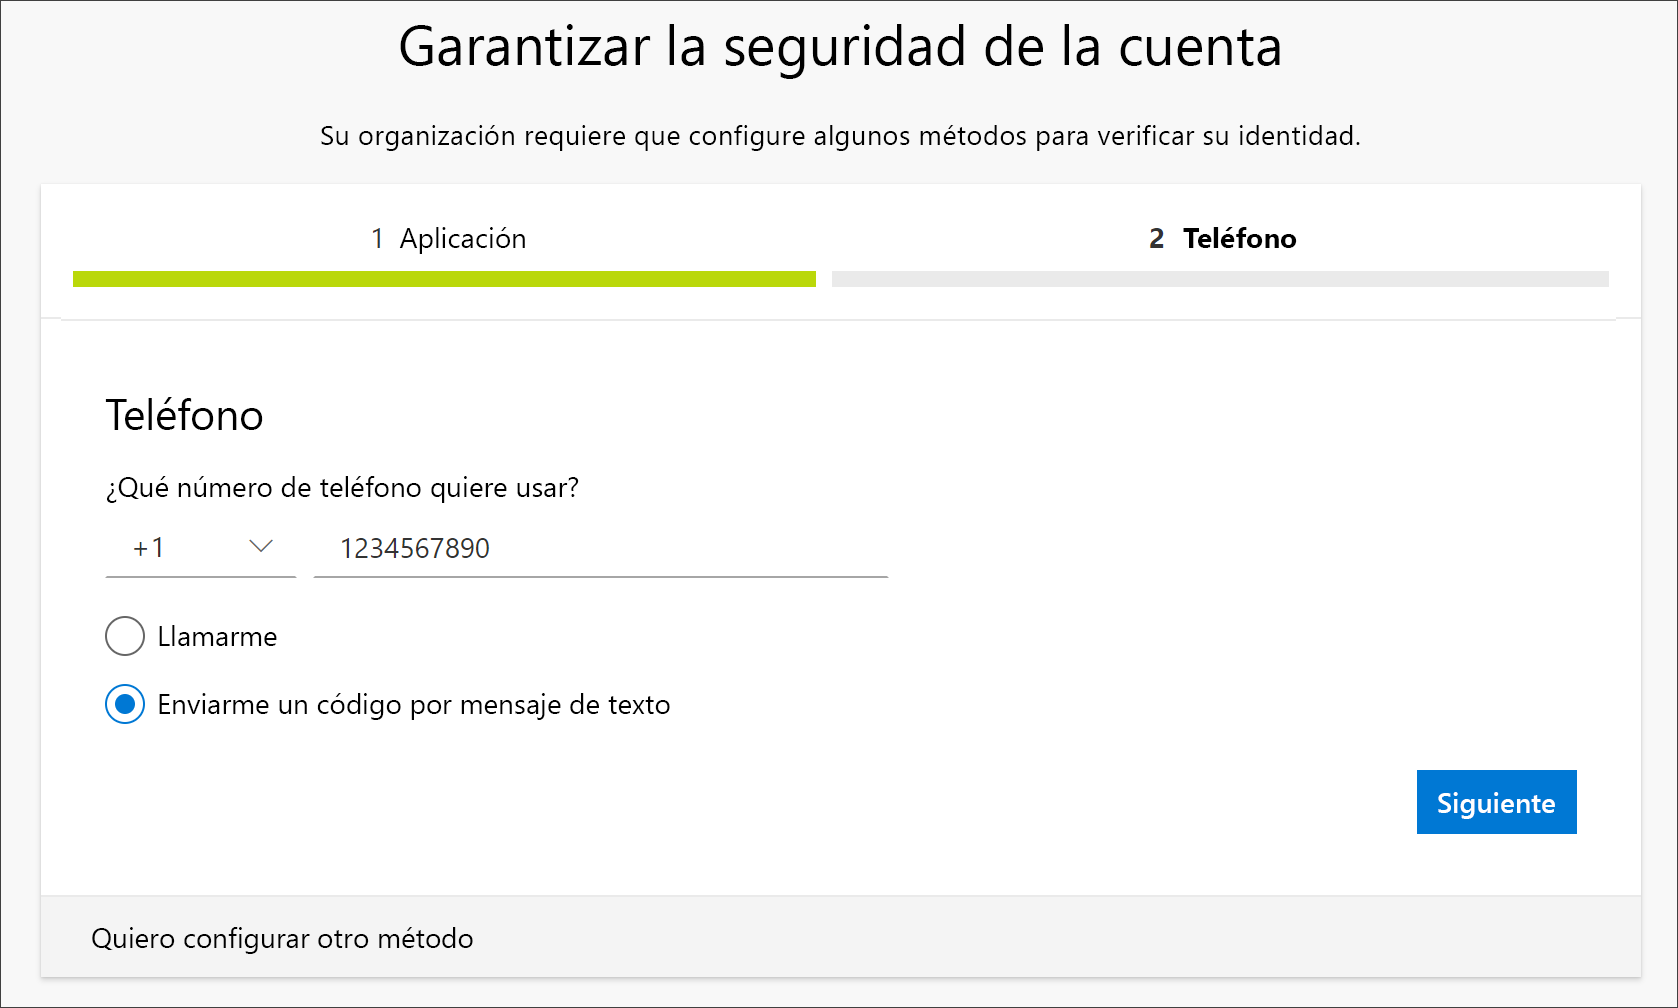 Garantizar la seguridad de la cuenta
Su organización requiere que configure algunos métodos para verificar su identidad.
1 Aplicación
2 Teléfono
Teléfono
¿Qué número de teléfono quiere usar?
+1 1234567890
Llamarme
Enviarme un código por mensaje de texto
Siguiente
Quiero configurar otro método